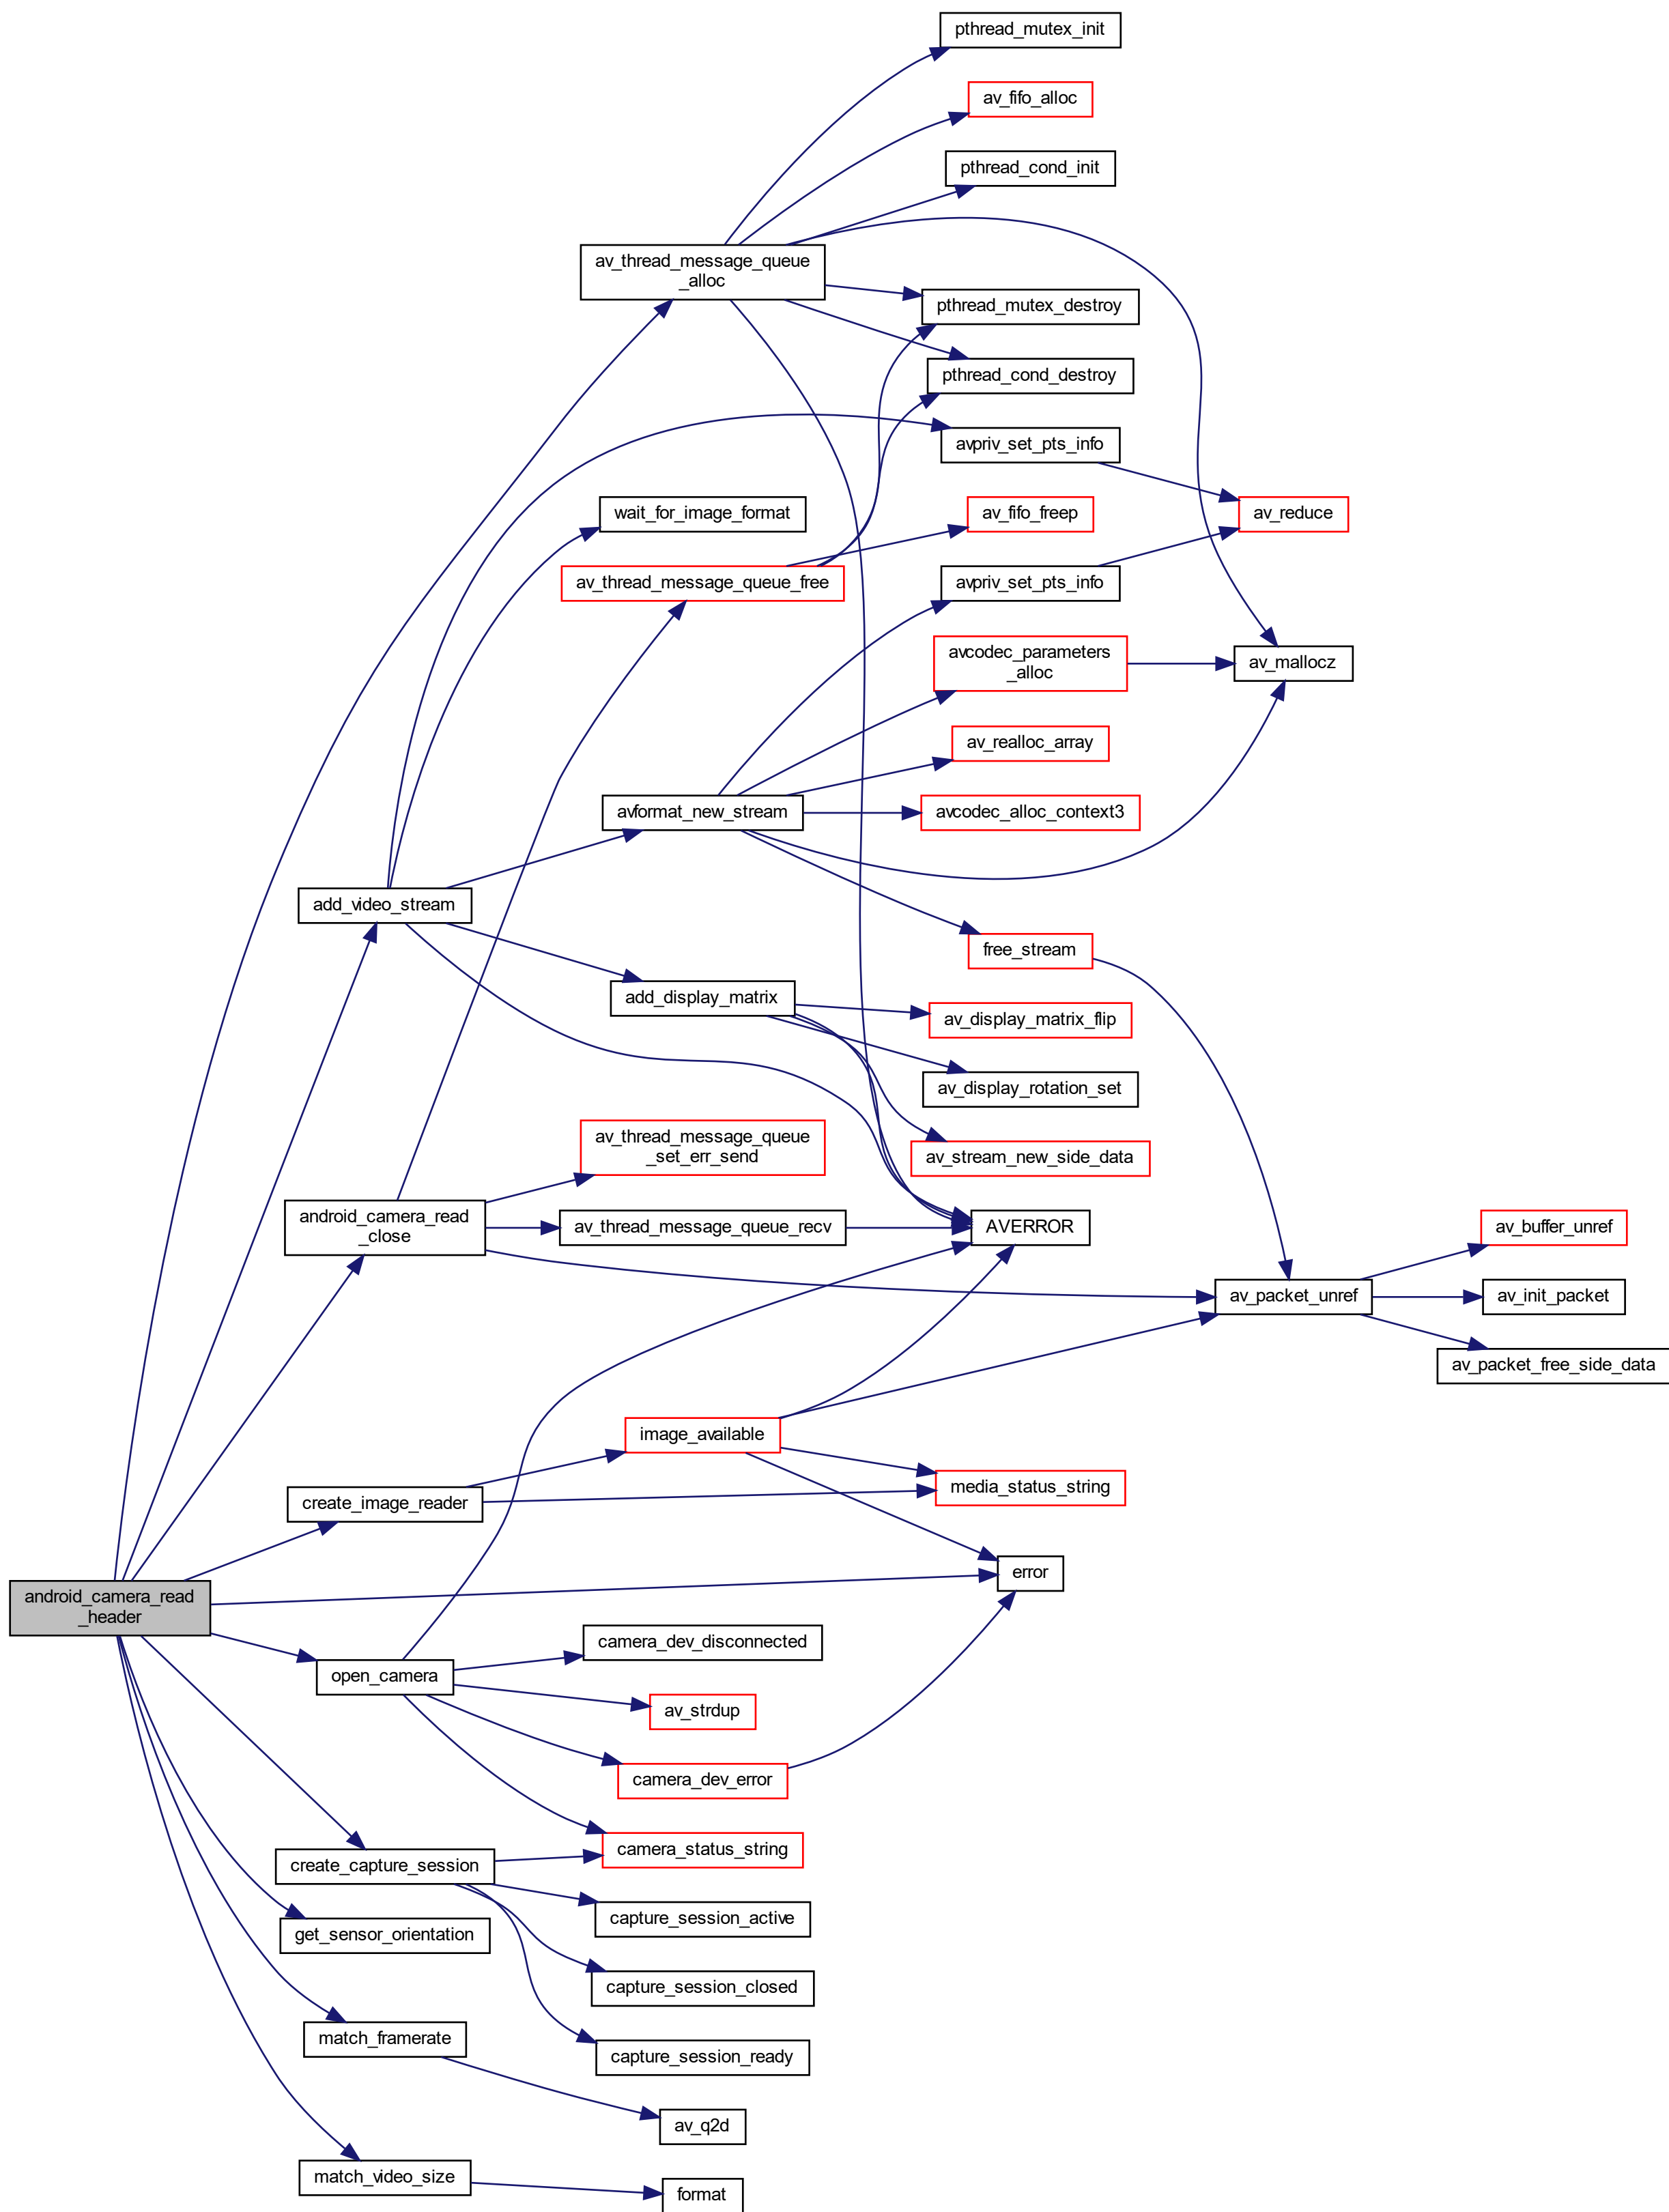 pthread_mutex_init
av_fifo_alloc
pthread_cond_init
av_thread_message_queue
_alloc
pthread_mutex_destroy
pthread_cond_destroy
avpriv_set_pts_info
wait_for_image_format
av_reduce
av_fifo_freep
av_thread_message_queue_free
avpriv_set_pts_info
avcodec_parameters
_alloc
av_mallocz
av_realloc_array
avformat_new_stream
avcodec_alloc_context3
add_video_stream
free_stream
add_display_matrix
av_display_matrix_flip
av_display_rotation_set
av_thread_message_queue
_set_err_send
av_stream_new_side_data
android_camera_read
_close
av_thread_message_queue_recv
AVERROR
av_buffer_unref
av_packet_unref
av_init_packet
av_packet_free_side_data
image_available
media_status_string
create_image_reader
error
android_camera_read
_header
camera_dev_disconnected
open_camera
av_strdup
camera_dev_error
camera_status_string
create_capture_session
capture_session_active
get_sensor_orientation
capture_session_closed
match_framerate
capture_session_ready
av_q2d
match_video_size
format